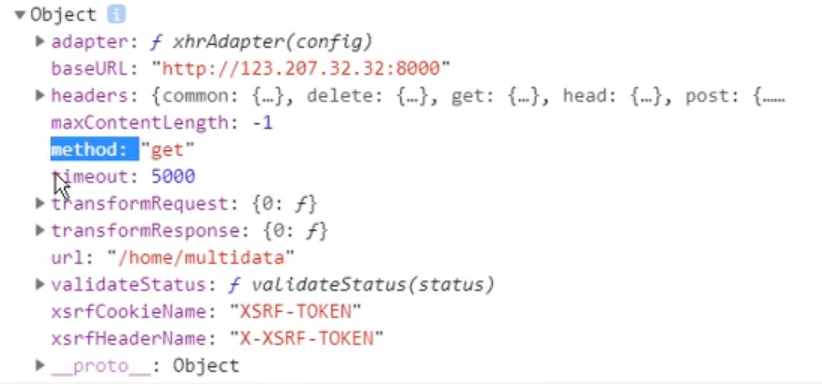 ▼Object i
▶adapter: ƒ xhrAdapter(config)
baseURL: "http://123.207.32.32:8000"
▶headers: {common: {…}, delete: {…}, get: {…}, head: {…}, post: {……
maxContentLength: -1
method: "get"
timeout: 5000
▶transformRequest: {0: ƒ}
▶transformResponse: {0: ƒ}
url: "/home/multidata"
▶validateStatus: ƒ validateStatus(status)
xsrfCookieName: "XSRF-TOKEN"
xsrfHeaderName: "X-XSRF-TOKEN"
▶__proto__: Object